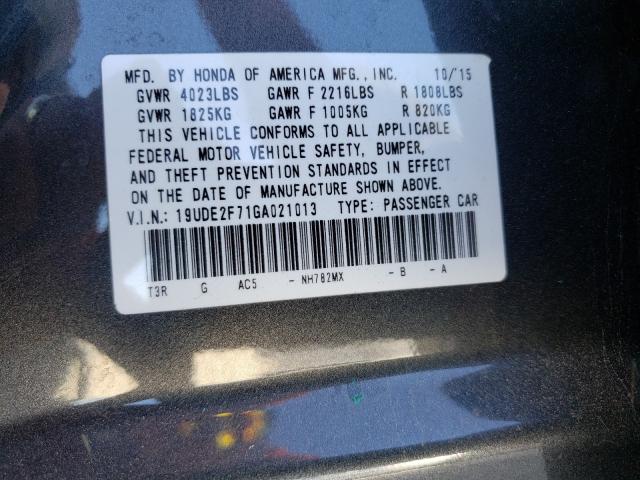 MFD. BY HONDA OF AMERICA MFG., INC. 10/'15
GVWR 4023LBS GAWR F 2216LBS R 1808LBS
GVWR 1825KG GAWR F 1005KG R 820KG
THIS VEHICLE CONFORMS TO ALL APPLICABLE
FEDERAL MOTOR VEHICLE SAFETY, BUMPER,
AND THEFT PREVENTION STANDARDS IN EFFECT
ON THE DATE OF MANUFACTURE SHOWN ABOVE.
V.I.N.: 19UDE2F71GA021013 TYPE: PASSENGER CAR
T3R G AC5 - NH782MX - B - A